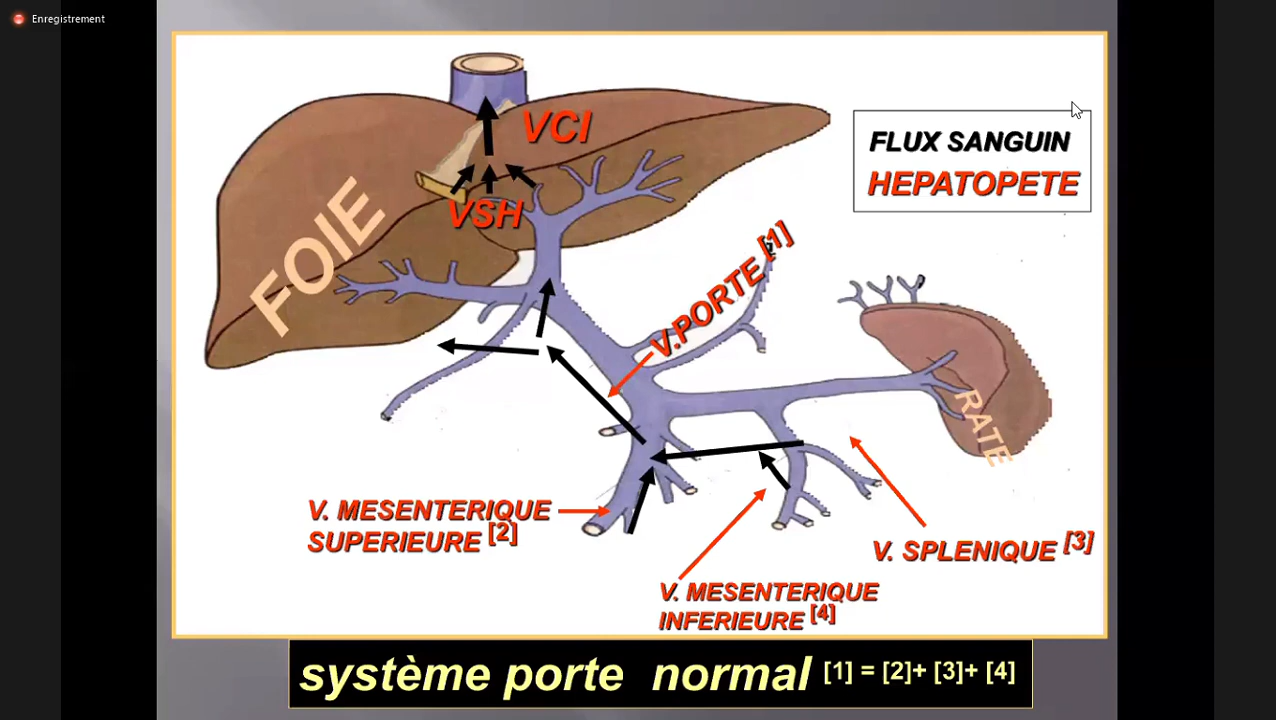 Enregistrement
VCI
FLUX SANGUIN
HEPATOPETE
VSH
FOIE
V.PORTE [1]
RATE
V. MESENTERIQUE
SUPERIEURE [2]
V. SPLENIQUE [3]
V. MESENTERIQUE
INFERIEURE [4]
système porte normal [1] = [2]+ [3]+ [4]